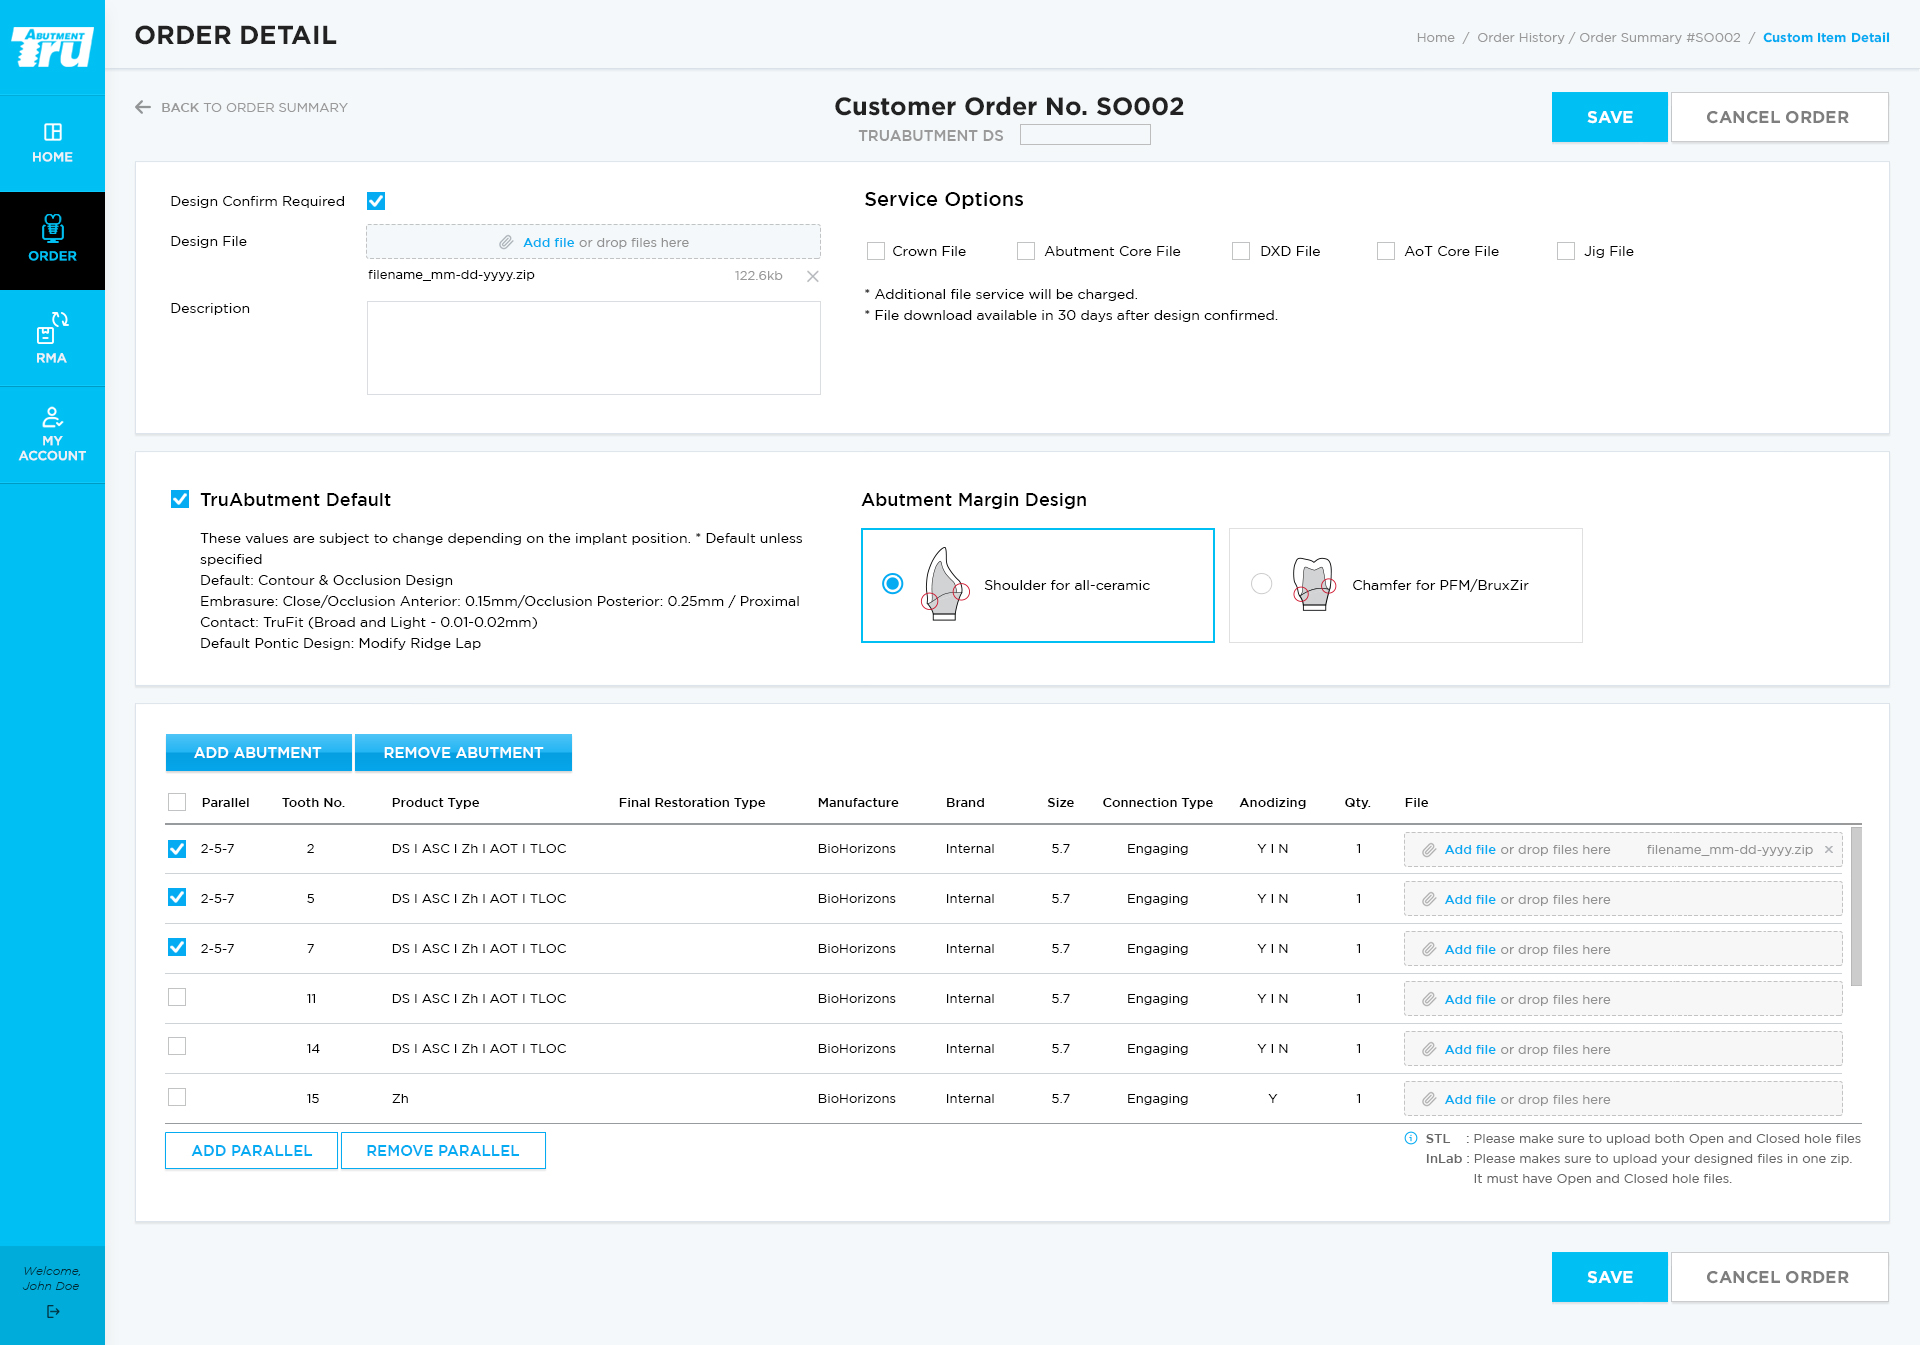 ABUTMENT
Tru
HOME
ORDER
RMA
MY
ACCOUNT
Welcome,
John Doe
ORDER DETAIL
Home / Order History / Order Summary #SO002 / Custom Item Detail
BACK TO ORDER SUMMARY
Customer Order No. SO002
TRUABUTMENT DS
SAVE
CANCEL ORDER
Design Confirm Required
Design File
Add file or drop files here
filename_mm-dd-yyyy.zip 122.6kb
Description
Service Options
Crown File Abutment Core File DXD File AoT Core File Jig File
* Additional file service will be charged.
* File download available in 30 days after design confirmed.
TruAbutment Default
These values are subject to change depending on the implant position. * Default unless
specified
Default: Contour & Occlusion Design
Embrasure: Close/Occlusion Anterior: 0.15mm/Occlusion Posterior: 0.25mm / Proximal
Contact: TruFit (Broad and Light - 0.01-0.02mm)
Default Pontic Design: Modify Ridge Lap
Abutment Margin Design
Shoulder for all-ceramic
Chamfer for PFM/BruxZir
ADD ABUTMENT REMOVE ABUTMENT
Parallel Tooth No. Product Type Final Restoration Type Manufacture Brand Size Connection Type Anodizing Qty. File
2-5-7 2 DS I ASC I Zh I AOT I TLOC BioHorizons Internal 5.7 Engaging Y I N 1 Add file or drop files here filename_mm-dd-yyyy.zip
2-5-7 5 DS I ASC I Zh I AOT I TLOC BioHorizons Internal 5.7 Engaging Y I N 1 Add file or drop files here
2-5-7 7 DS I ASC I Zh I AOT I TLOC BioHorizons Internal 5.7 Engaging Y I N 1 Add file or drop files here
11 DS I ASC I Zh I AOT I TLOC BioHorizons Internal 5.7 Engaging Y I N 1 Add file or drop files here
14 DS I ASC I Zh I AOT I TLOC BioHorizons Internal 5.7 Engaging Y I N 1 Add file or drop files here
15 Zh BioHorizons Internal 5.7 Engaging Y 1 Add file or drop files here
ADD PARALLEL REMOVE PARALLEL
STL : Please make sure to upload both Open and Closed hole files
InLab : Please makes sure to upload your designed files in one zip.
It must have Open and Closed hole files.
SAVE
CANCEL ORDER